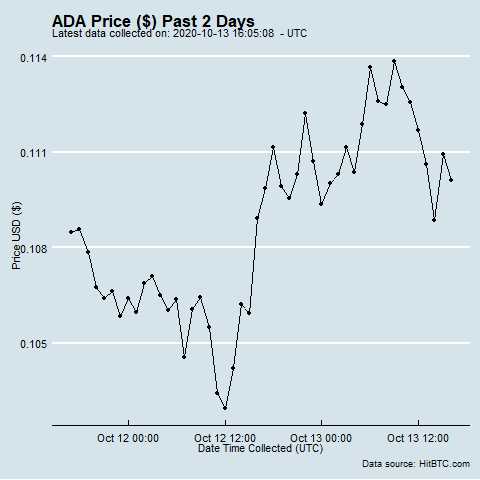 ADA Price ($) Past 2 Days
Latest data collected on: 2020-10-13 16:05:08 - UTC
0.114
0.111
0.108
0.105
Price USD ($)
Oct 12 00:00 Oct 12 12:00 Oct 13 00:00 Oct 13 12:00
Date Time Collected (UTC)
Data source: HitBTC.com